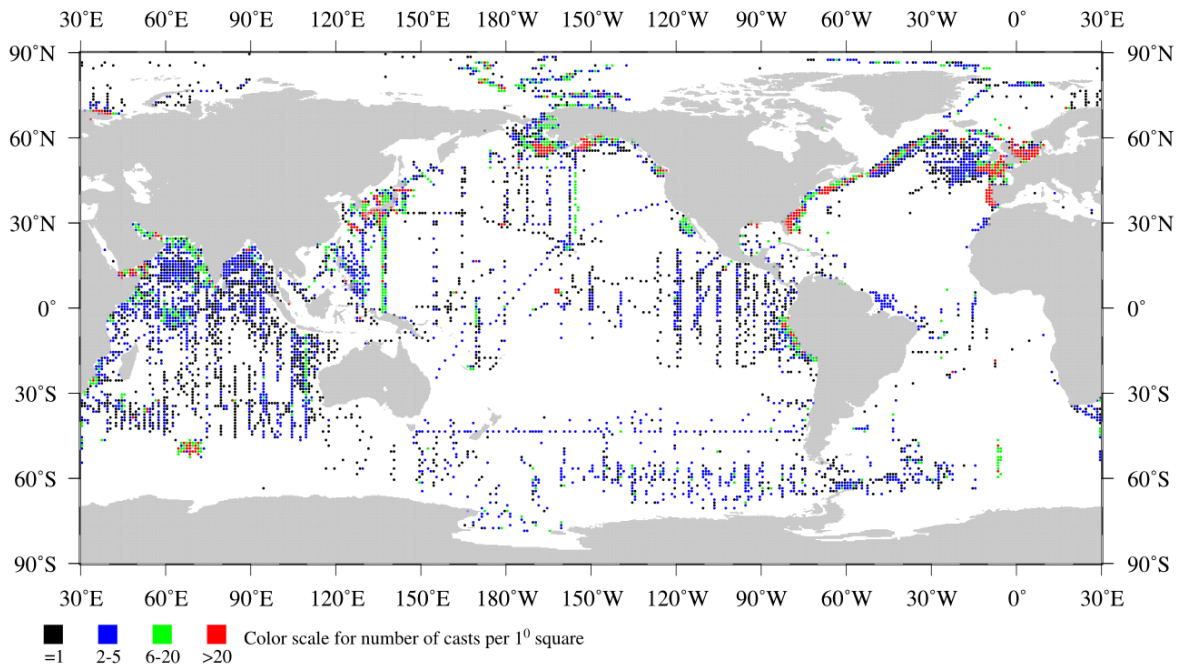 30˚E 60˚E 90˚E 120˚E 150˚E 180˚W 150˚W 120˚W 90˚W 60˚W 30˚W 0˚ 30˚E
90˚N 90˚N
60˚N 60˚N
30˚N 30˚N
0˚ 0˚
30˚S 30˚S
60˚S 60˚S
90˚S 90˚S
30˚E 60˚E 90˚E 120˚E 150˚E 180˚W 150˚W 120˚W 90˚W 60˚W 30˚W 0˚ 30˚E
Color scale for number of casts per 1⁰ square
=1 2-5 6-20 >20